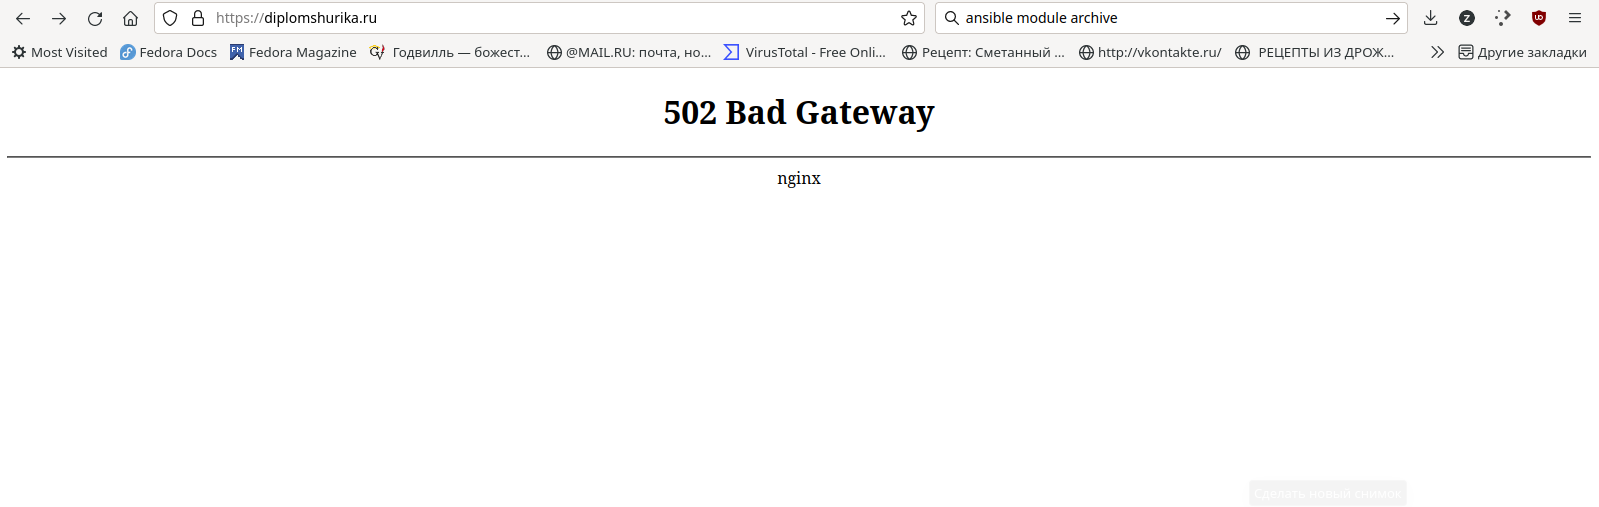 https://diplomshurika.ru
ansible module archive
Most Visited Fedora Docs Fedora Magazine Годвилль — божест... @MAIL.RU: почта, но... VirusTotal - Free Onli... Рецепт: Сметанный ... http://vkontakte.ru/ РЕЦЕПТЫ ИЗ ДРОЖ... Другие закладки
502 Bad Gateway
nginx
Сделать новый снимок